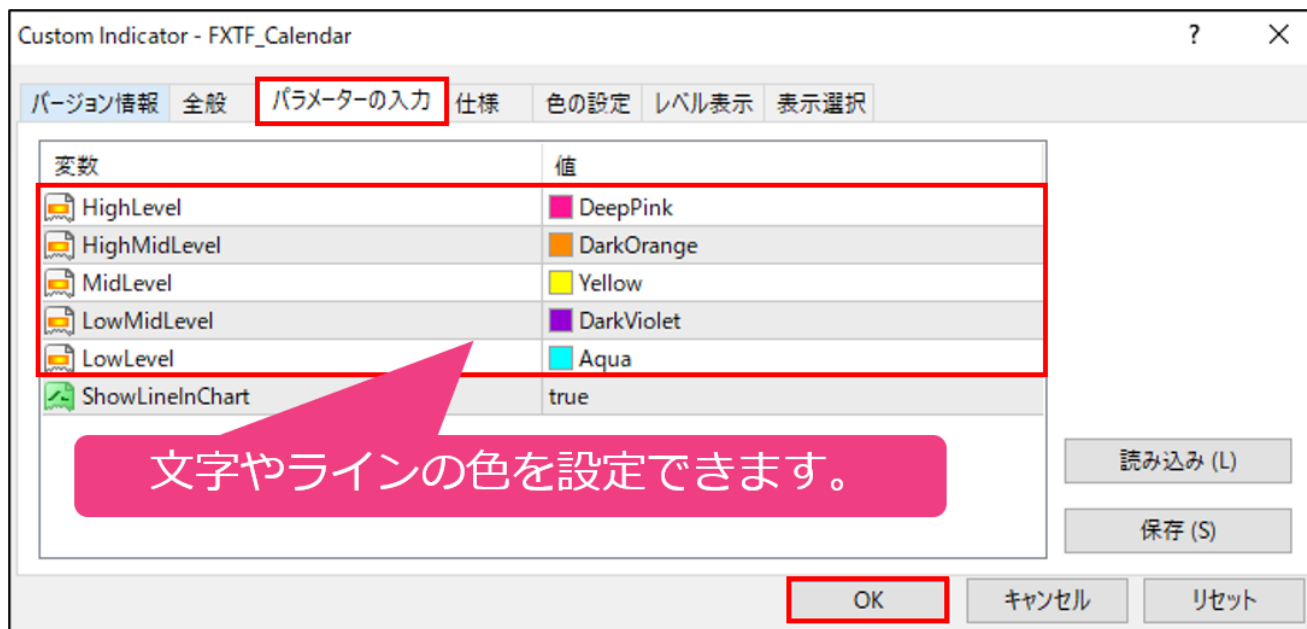 Custom Indicator - FXTF_Calendar ? ×
バージョン情報 全般 パラメーターの入力 仕様 色の設定 レベル表示 表示選択
変数 値
HighLevel DeepPink
HighMidLevel DarkOrange
MidLevel Yellow
LowMidLevel DarkViolet
LowLevel Aqua
ShowLineInChart true
文字やラインの色を設定できます。
読み込み (L)
保存 (S)
OK キャンセル リセット